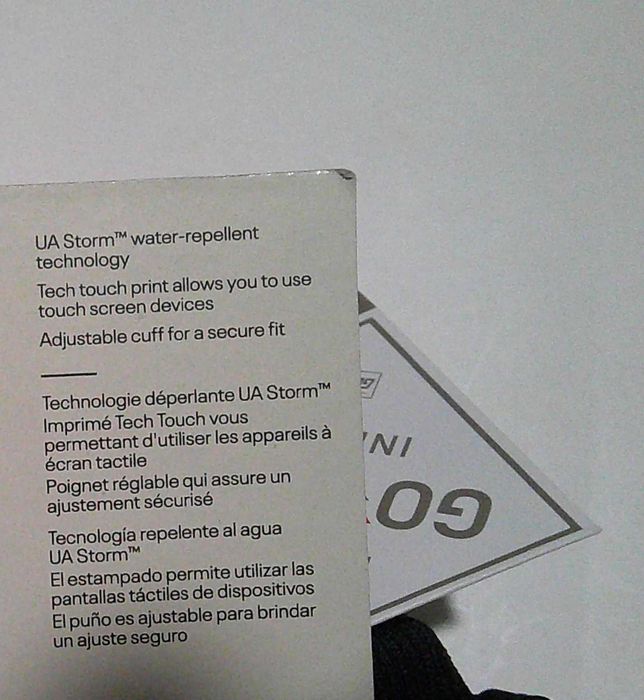 UA Storm™ water-repellent
technology
Tech touch print allows you to use
touch screen devices
Adjustable cuff for a secure fit
Technologie déperlante UA Storm™
Imprimé Tech Touch vous
permettant d'utiliser les appareils à
écran tactile
Poignet réglable qui assure un
ajustement sécurisé
Tecnología repelente al agua
UA Storm™
El estampado permite utilizar las
pantallas táctiles de dispositivos
El puño es ajustable para brindar
un ajuste seguro
GO
INI